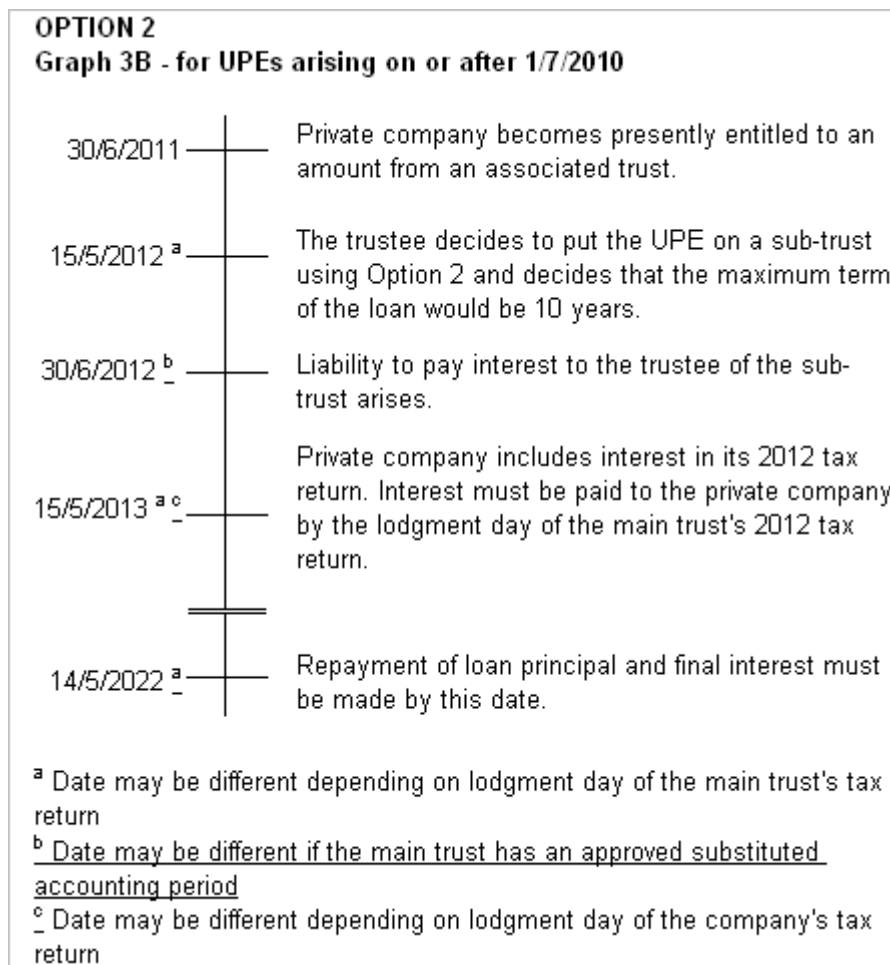 OPTION 2
Graph 3B - for UPEs arising on or after 1/7/2010
30/6/2011
Private company becomes presently entitled to an
amount from an associated trust.
15/5/2012 a
The trustee decides to put the UPE on a sub-trust
using Option 2 and decides that the maximum term
of the loan would be 10 years.
30/6/2012 b
Liability to pay interest to the trustee of the sub-
trust arises.
15/5/2013 a c
Private company includes interest in its 2012 tax
return. Interest must be paid to the private company
by the lodgment day of the main trust's 2012 tax
return.
14/5/2022 a
Repayment of loan principal and final interest must
be made by this date.
a Date may be different depending on lodgment day of the main trust's tax
return
b Date may be different if the main trust has an approved substituted
accounting period
c Date may be different depending on lodgment day of the company's tax
return